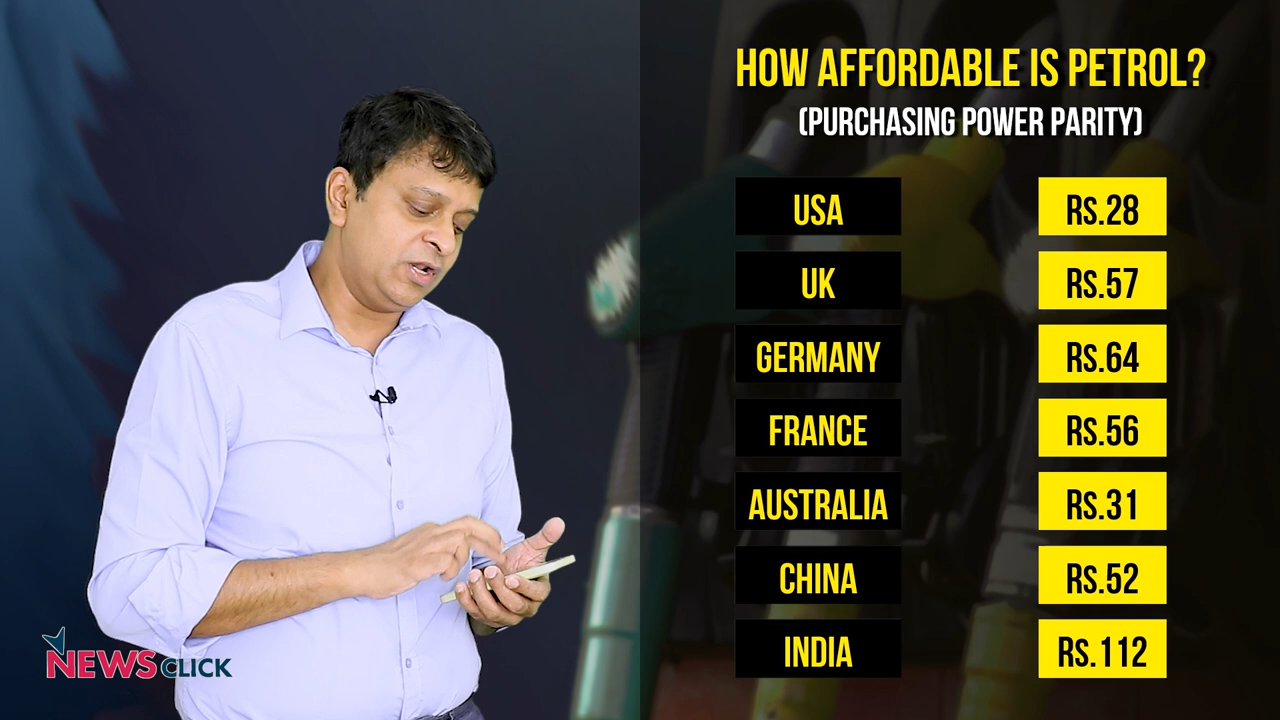 HOW AFFORDABLE IS PETROL?
(PURCHASING POWER PARITY)
USA Rs.28
UK Rs.57
GERMANY Rs.64
FRANCE Rs.56
AUSTRALIA Rs.31
CHINA Rs.52
INDIA Rs.112
NEWSCLICK